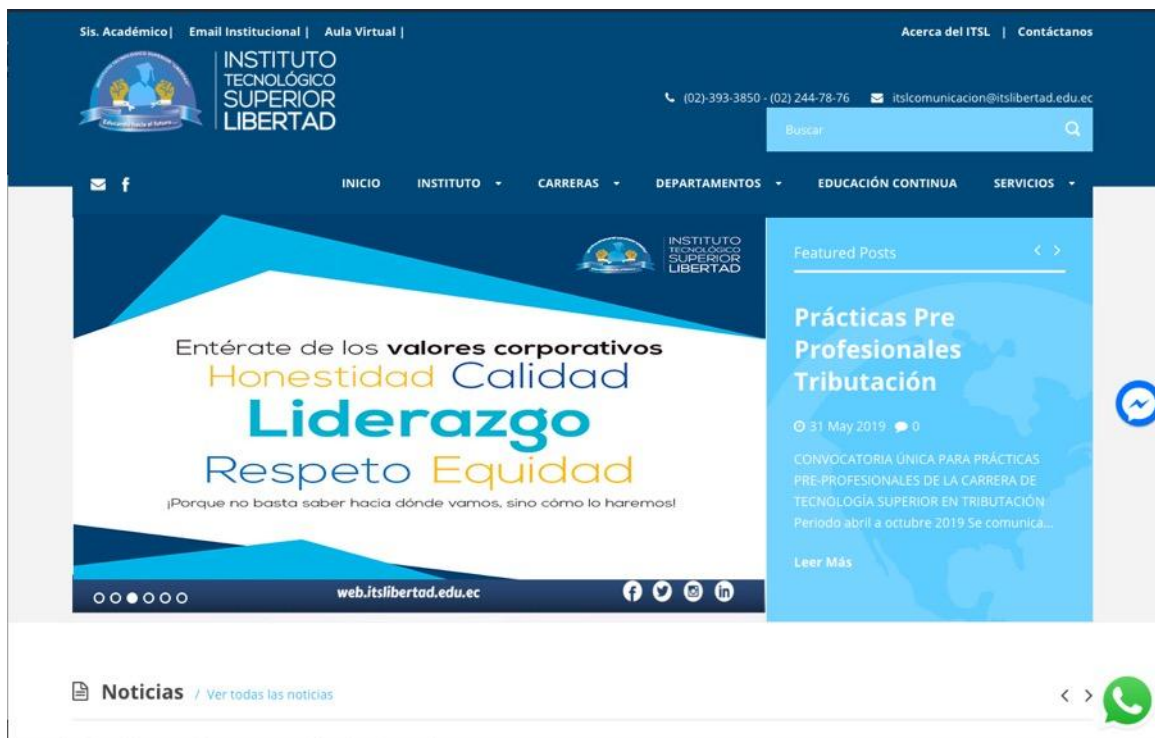 Sis. Académico| Email Institucional | Aula Virtual |
Acerca del ITSL | Contáctanos
INSTITUTO
TECNOLÓGICO
SUPERIOR
LIBERTAD
Educando hacia el futuro...
(02)-393-3850 - (02) 244-78-76 itslcomunicacion@itslibertad.edu.ec
Buscar
INICIO INSTITUTO CARRERAS DEPARTAMENTOS EDUCACIÓN CONTINUA SERVICIOS
INSTITUTO
TECNOLÓGICO
SUPERIOR
LIBERTAD
Entérate de los valores corporativos
Honestidad Calidad
Liderazgo
Respeto Equidad
¡Porque no basta saber hacia dónde vamos, sino cómo lo haremos!
web.itslibertad.edu.ec
Featured Posts
Prácticas Pre
Profesionales
Tributación
31 May 2019 0
CONVOCATORIA ÚNICA PARA PRÁCTICAS
PRE-PROFESIONALES DE LA CARRERA DE
TECNOLOGÍA SUPERIOR EN TRIBUTACIÓN
Periodo abril a octubre 2019 Se comunica...
Leer Más
Noticias / Ver todas las noticias